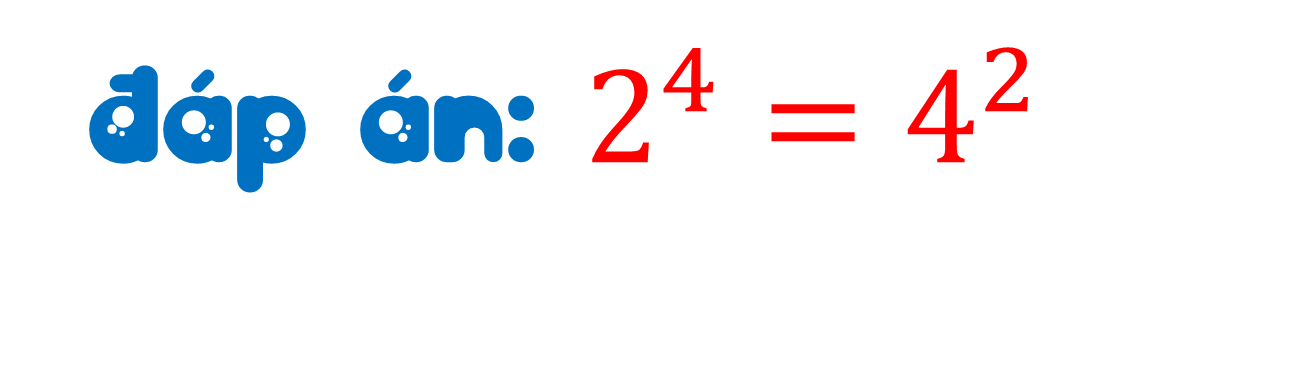 đáp án: 2⁴ = 4²